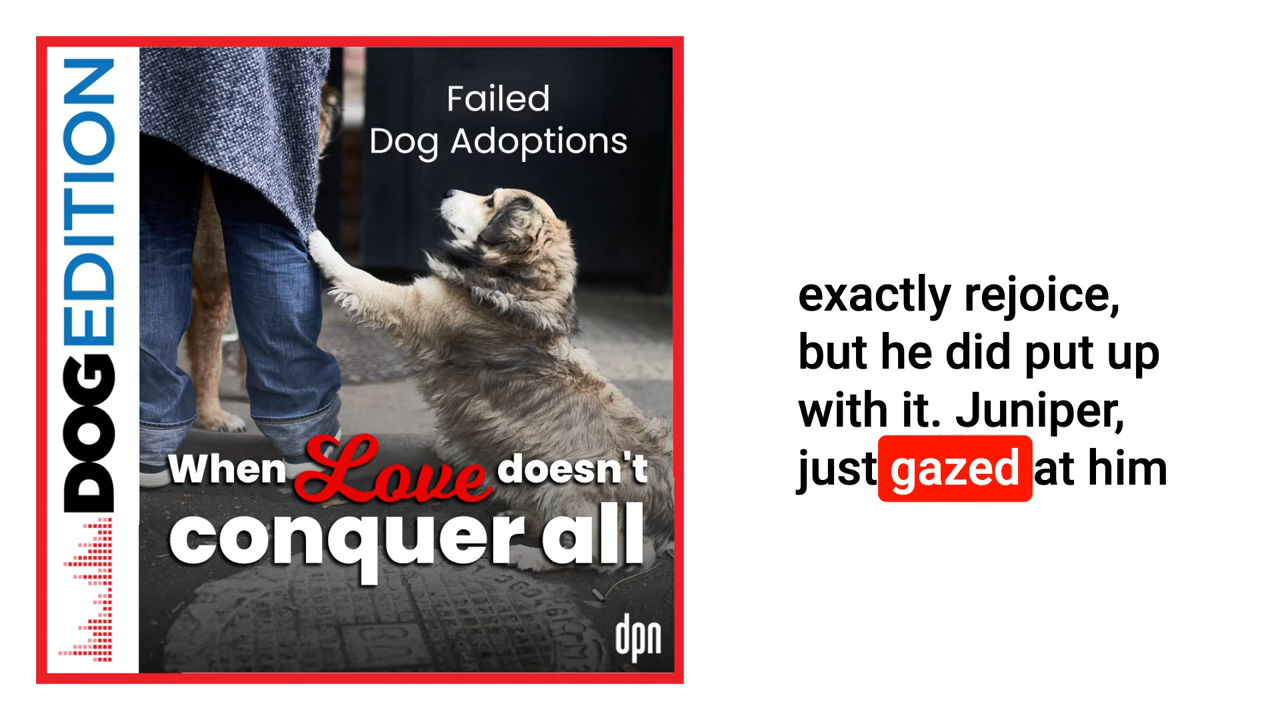 DOGEDITION
Failed
Dog Adoptions
When Love doesn't
conquer all
dpn
exactly rejoice,
but he did put up
with it. Juniper,
just gazed at him